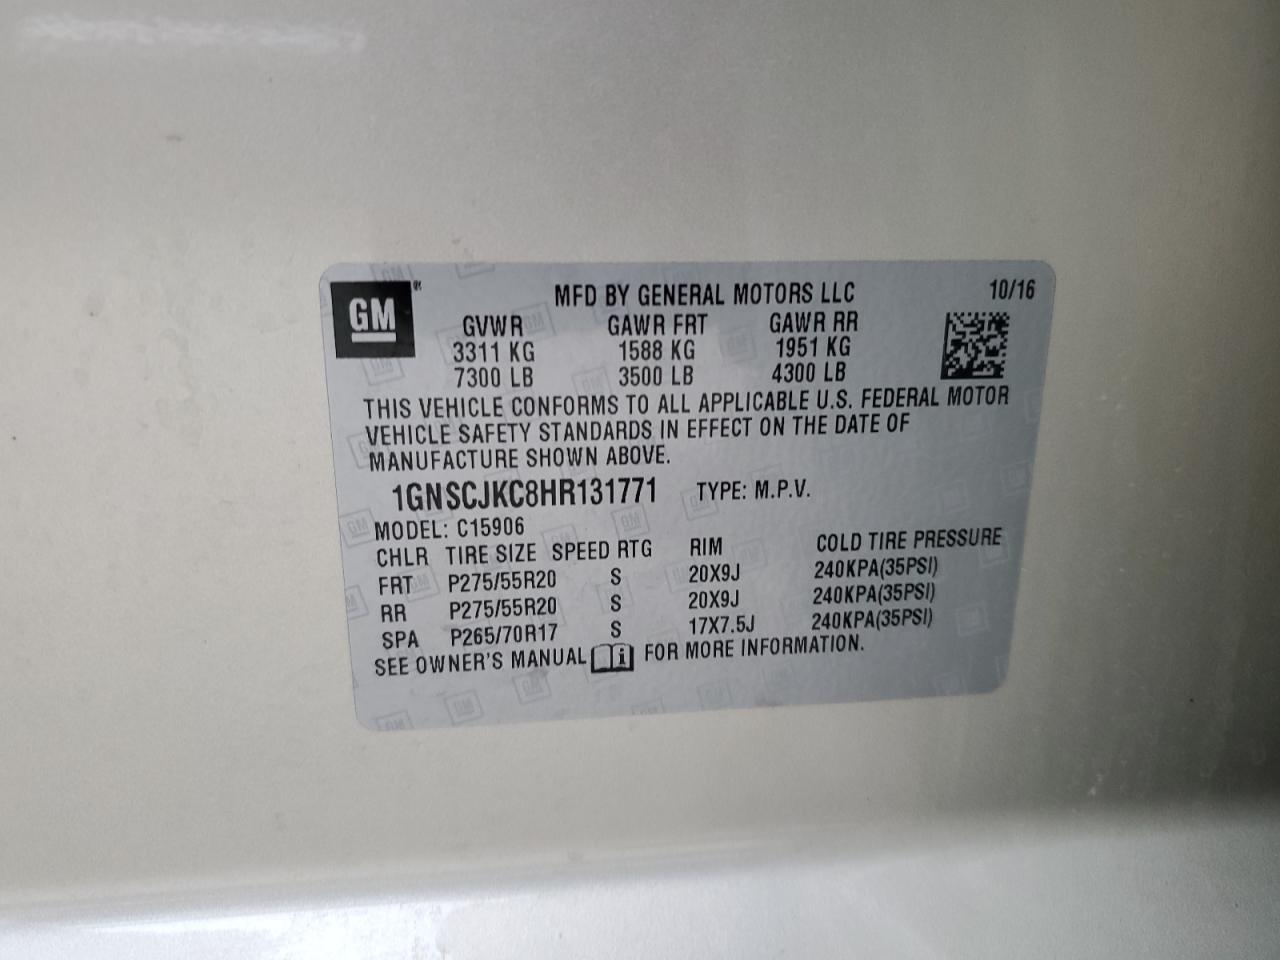 GM
MFD BY GENERAL MOTORS LLC 10/16
GVWR GAWR FRT GAWR RR
3311 KG 1588 KG 1951 KG
7300 LB 3500 LB 4300 LB
THIS VEHICLE CONFORMS TO ALL APPLICABLE U.S. FEDERAL MOTOR
VEHICLE SAFETY STANDARDS IN EFFECT ON THE DATE OF
MANUFACTURE SHOWN ABOVE.
1GNSCJKC8HR131771 TYPE: M.P.V.
MODEL: C15906
CHLR TIRE SIZE SPEED RTG RIM COLD TIRE PRESSURE
FRT P275/55R20 S 20X9J 240KPA(35PSI)
RR P275/55R20 S 20X9J 240KPA(35PSI)
SPA P265/70R17 S 17X7.5J 240KPA(35PSI)
SEE OWNER'S MANUAL i FOR MORE INFORMATION.